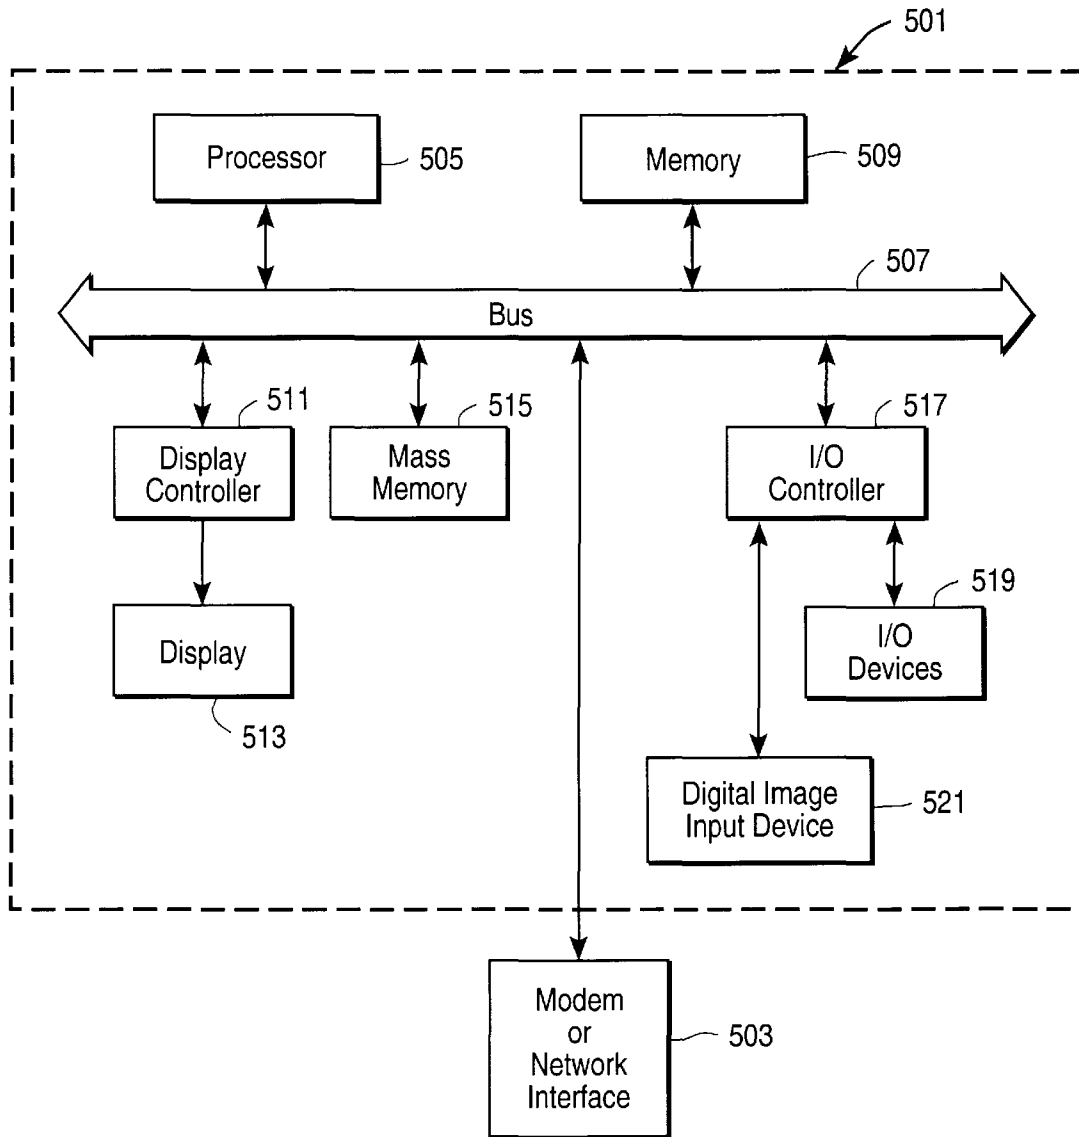 501
Processor
505
Memory
509
507
Bus
511
515
517
Display
Controller
Mass
Memory
I/O
Controller
519
Display
I/O
Devices
513
Digital Image
Input Device
521
Modem
or
Network
Interface
503